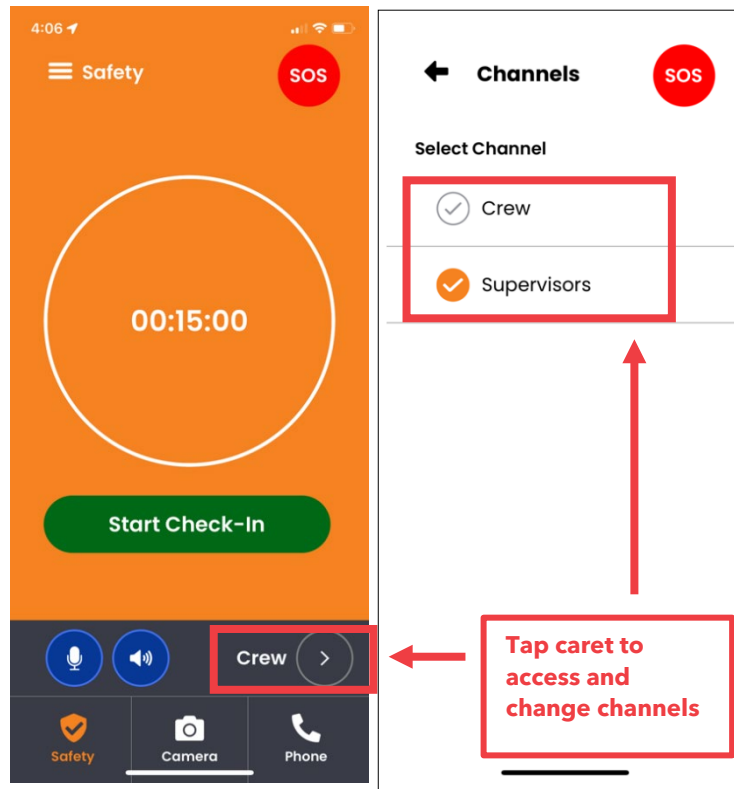 4:06
Safety
SOS
00:15:00
Start Check-In
Crew
Safety
Camera
Phone
Channels
SOS
Select Channel
Crew
Supervisors
Tap caret to
access and
change channels